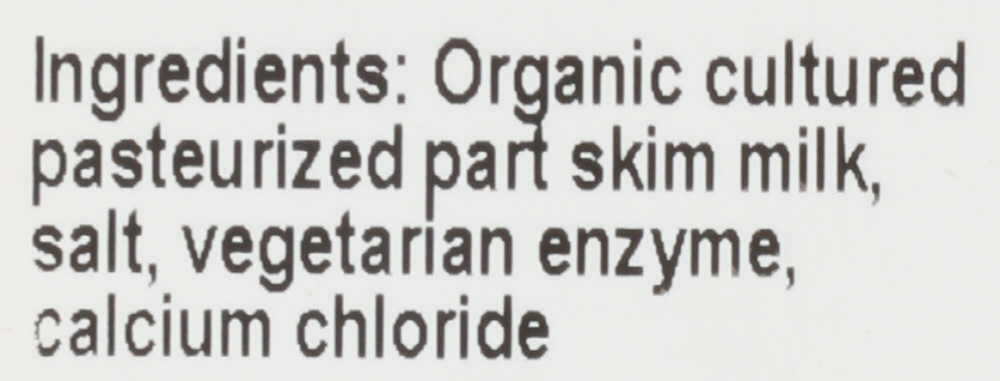 Ingredients: Organic cultured
pasteurized part skim milk,
salt, vegetarian enzyme,
calcium chloride